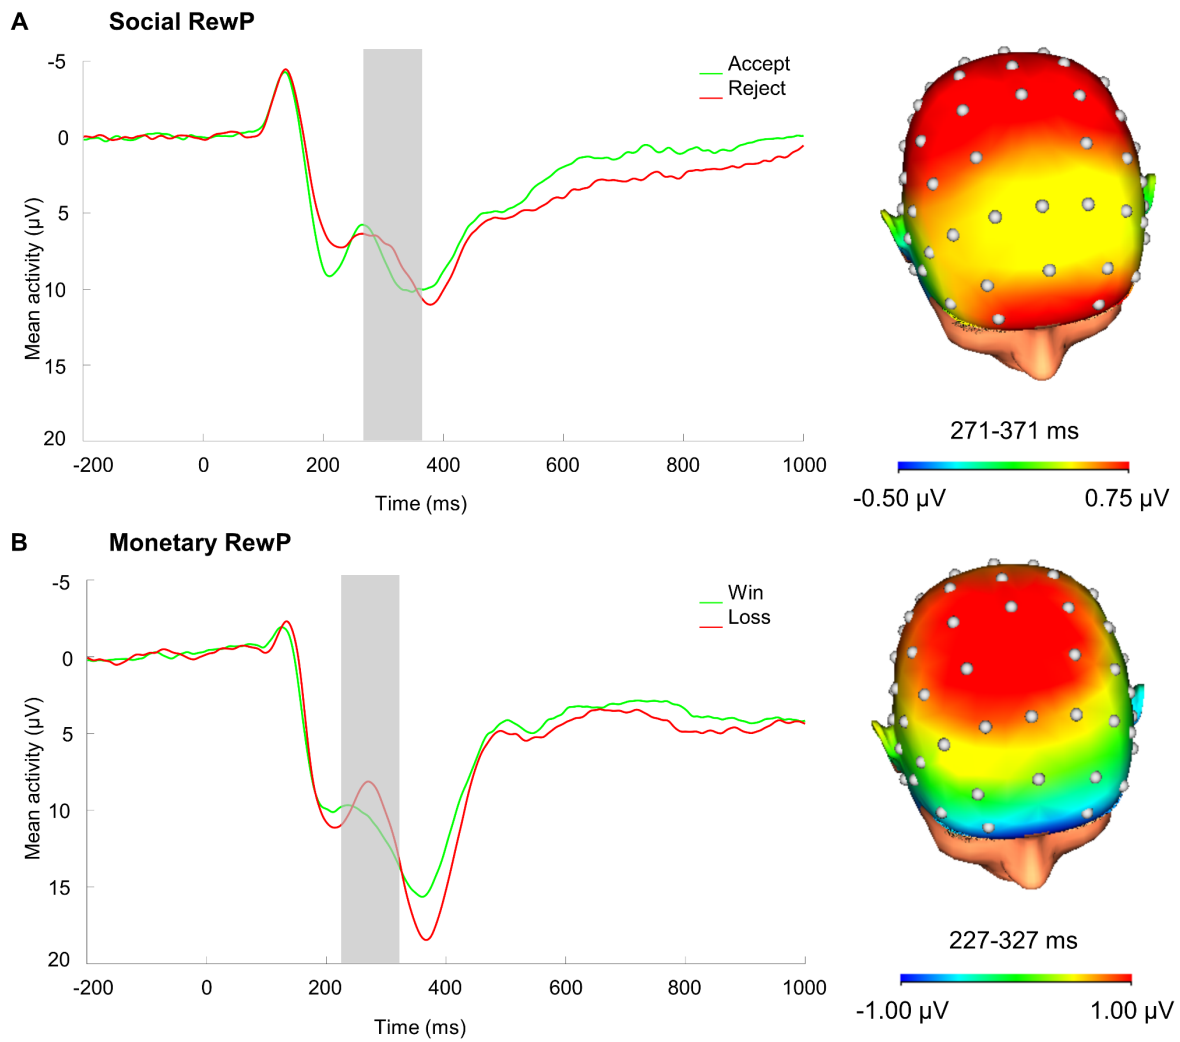 A Social RewP
-5
0
5
10
15
20
Mean activity (µV)
Accept
Reject
-200 0 200 400 600 800 1000
Time (ms)
271-371 ms
-0.50 µV 0.75 µV
B Monetary RewP
-5
0
5
10
15
20
Mean activity (µV)
Win
Loss
-200 0 200 400 600 800 1000
Time (ms)
227-327 ms
-1.00 µV 1.00 µV